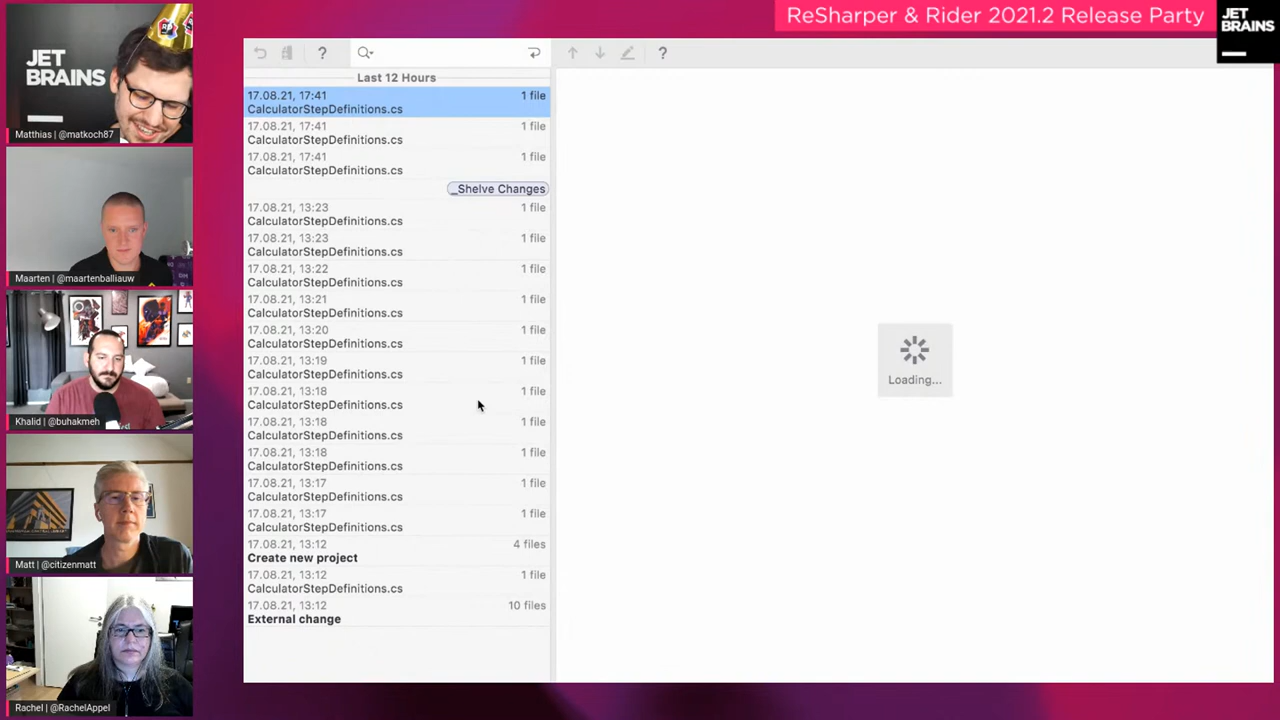 ReSharper & Rider 2021.2 Release Party
JET
BRAINS
JET
BRAINS
Matthias | @matkoch87
Maarten | @maartenballiauw
Khalid | @buhakmeh
Matt | @citizenmatt
Rachel | @RachelAppel
?
?
Last 12 Hours
17.08.21, 17:41 1 file
CalculatorStepDefinitions.cs
17.08.21, 17:41 1 file
CalculatorStepDefinitions.cs
17.08.21, 17:41 1 file
CalculatorStepDefinitions.cs
_Shelve Changes
17.08.21, 13:23 1 file
CalculatorStepDefinitions.cs
17.08.21, 13:23 1 file
CalculatorStepDefinitions.cs
17.08.21, 13:22 1 file
CalculatorStepDefinitions.cs
17.08.21, 13:21 1 file
CalculatorStepDefinitions.cs
17.08.21, 13:20 1 file
CalculatorStepDefinitions.cs
17.08.21, 13:19 1 file
CalculatorStepDefinitions.cs
17.08.21, 13:18 1 file
CalculatorStepDefinitions.cs
17.08.21, 13:18 1 file
CalculatorStepDefinitions.cs
17.08.21, 13:18 1 file
CalculatorStepDefinitions.cs
17.08.21, 13:17 1 file
CalculatorStepDefinitions.cs
17.08.21, 13:17 1 file
CalculatorStepDefinitions.cs
17.08.21, 13:12 4 files
Create new project
17.08.21, 13:12 1 file
CalculatorStepDefinitions.cs
17.08.21, 13:12 10 files
External change
Loading...